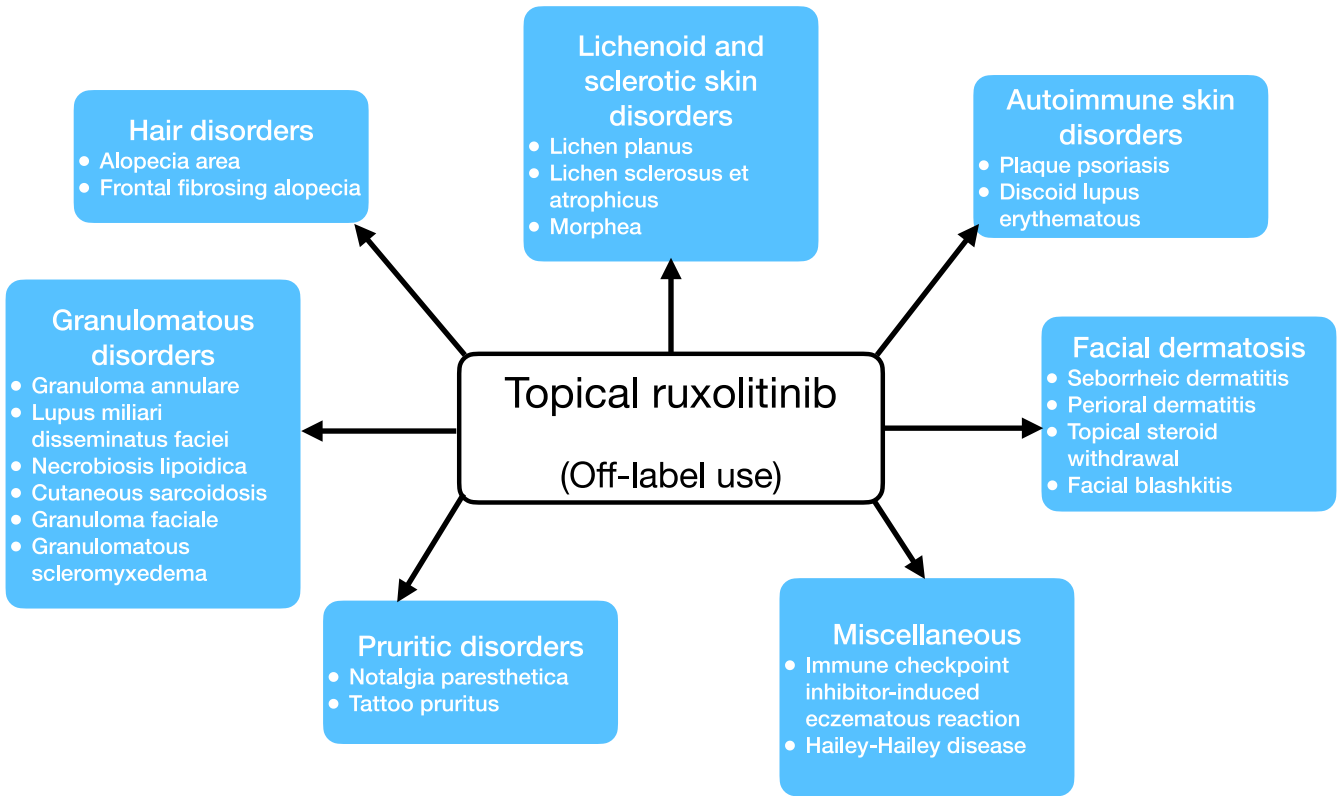 Lichenoid and
sclerotic skin
disorders
• Lichen planus
• Lichen sclerosus et
atrophicus
• Morphea
Hair disorders
• Alopecia area
• Frontal fibrosing alopecia
Autoimmune skin
disorders
• Plaque psoriasis
• Discoid lupus
erythematous
Granulomatous
disorders
• Granuloma annulare
• Lupus miliari
disseminatus faciei
• Necrobiosis lipoidica
• Cutaneous sarcoidosis
• Granuloma faciale
• Granulomatous
scleromyxedema
Topical ruxolitinib
(Off-label use)
Facial dermatosis
• Seborrheic dermatitis
• Perioral dermatitis
• Topical steroid
withdrawal
• Facial blashkitis
Pruritic disorders
• Notalgia paresthetica
• Tattoo pruritus
Miscellaneous
• Immune checkpoint
inhibitor-induced
eczematous reaction
• Hailey-Hailey disease